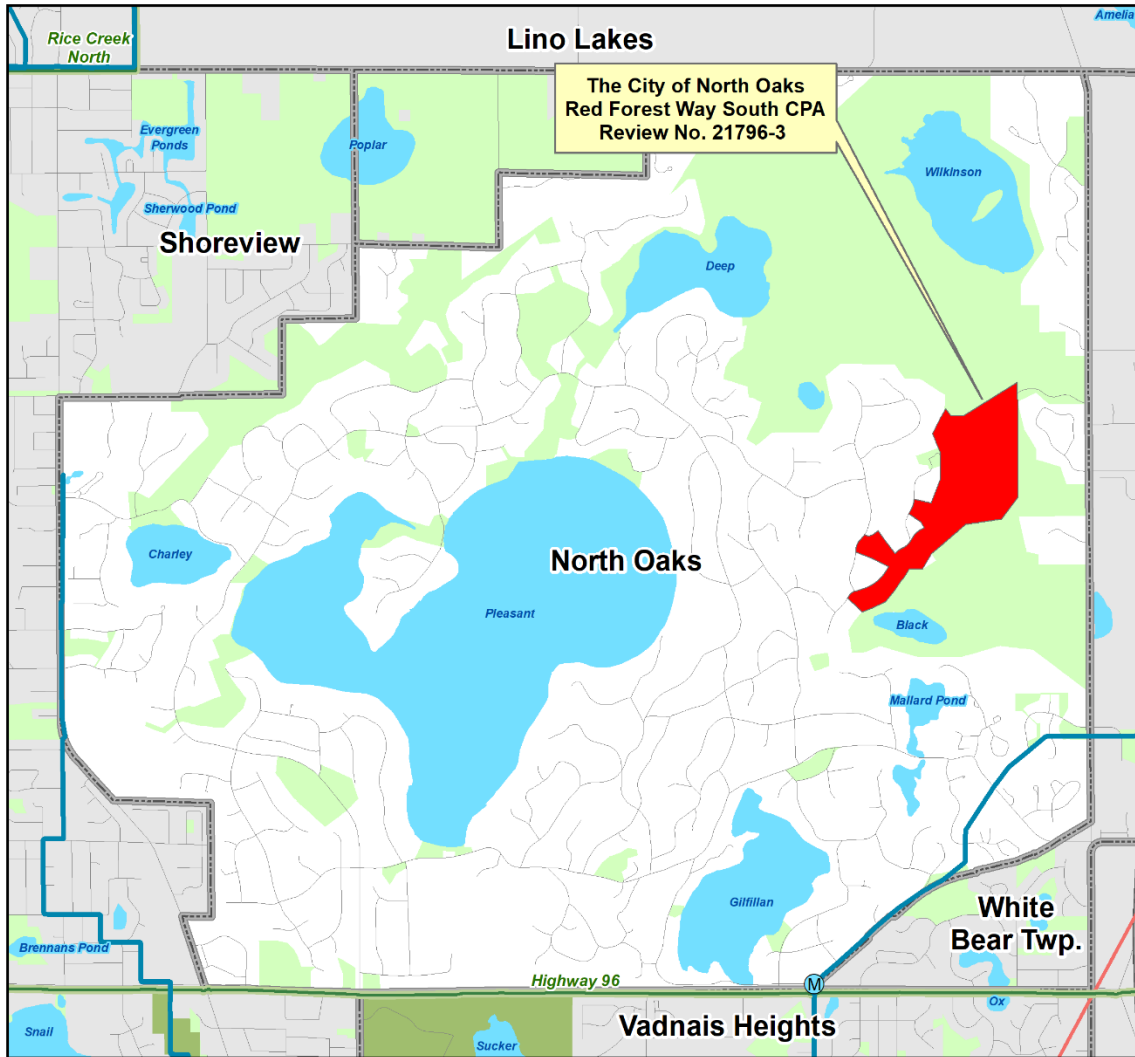 Amelia
Rice Creek
North
Lino Lakes
The City of North Oaks
Red Forest Way South CPA
Review No. 21796-3
Evergreen
Ponds
Poplar
Wilkinson
Sherwood Pond
Shoreview
Deep
Charley
North Oaks
Pleasant
Black
Mallard Pond
Gilfillan
White
Bear Twp.
Brennans Pond
Highway 96
M
Ox
Snail
Sucker
Vadnais Heights